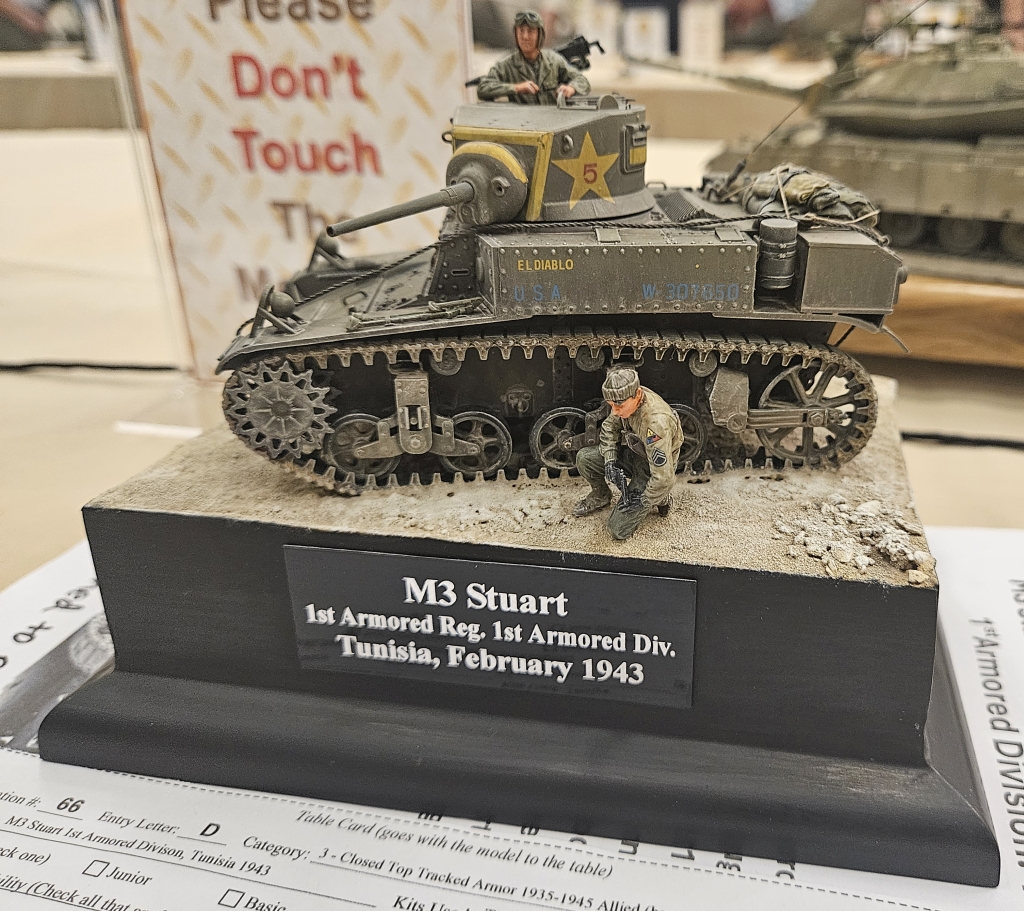 Please
Don't
Touch
The
5
EL DIABLO
U S A W-307050
M3 Stuart
1st Armored Reg. 1st Armored Div.
Tunisia, February 1943
66 Entry Letter: D
Table Card (goes with the model to the table)
M3 Stuart 1st Armored Divison, Tunisia 1943
Category: 3 - Closed Top Tracked Armor 1935-1945 Allied
Junior
Basic
1st Armored Division